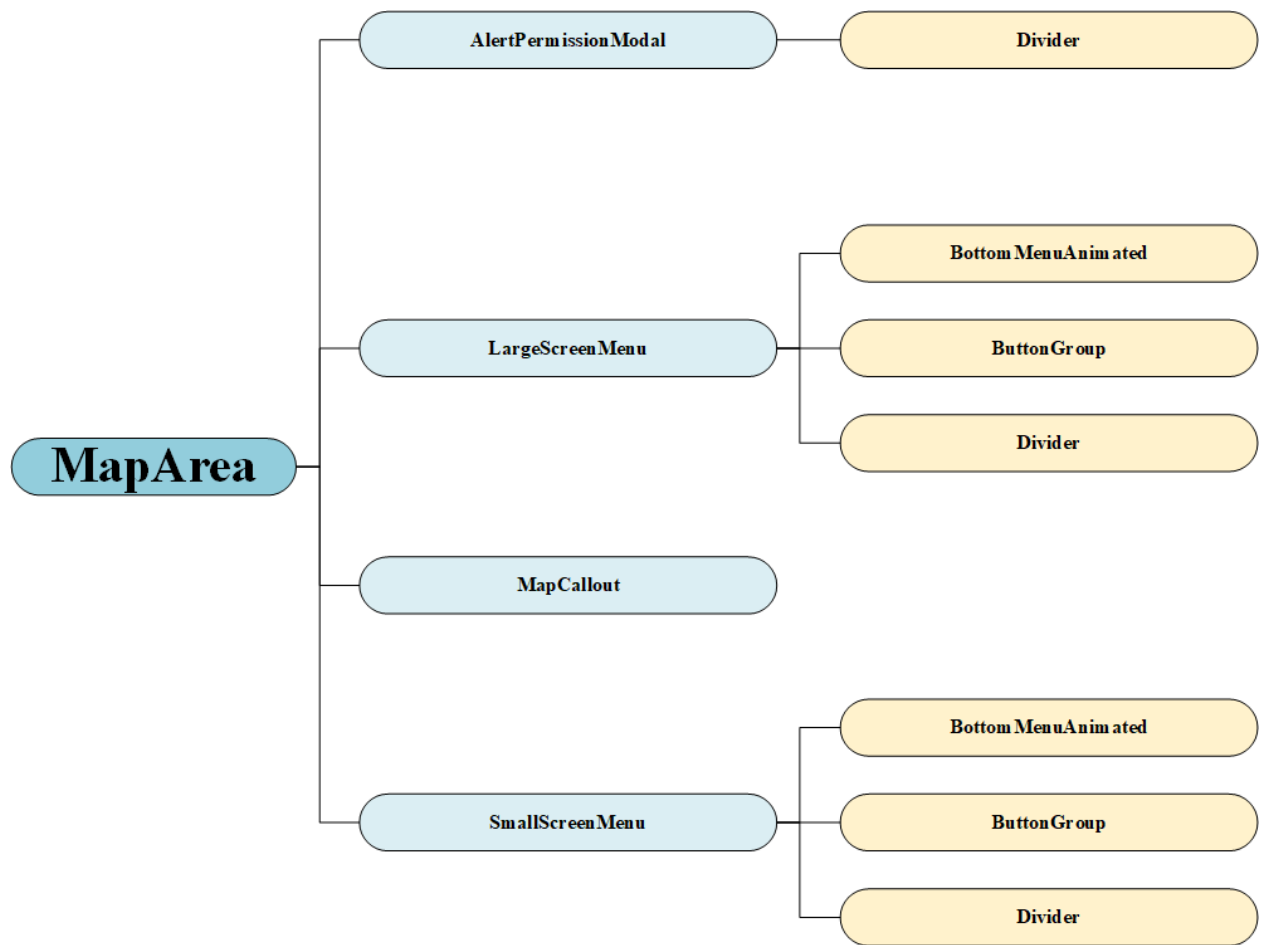 AlertPermissionModal
Divider
BottomMenuAnimated
LargeScreenMenu
ButtonGroup
Divider
MapArea
MapCallout
BottomMenuAnimated
SmallScreenMenu
ButtonGroup
Divider